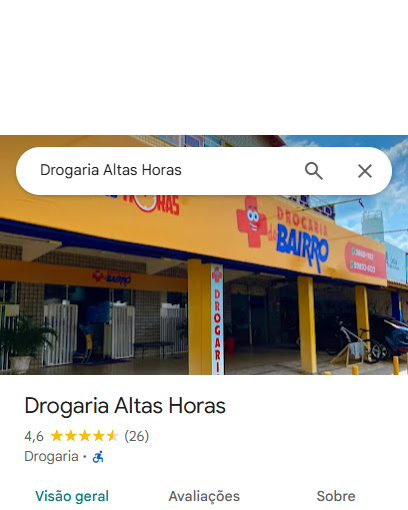 Drogaria Altas Horas
HORAS
DROGARIA
do
BAIRRO
BAIRRO
DROGARI
Drogaria Altas Horas
4,6 (26)
Drogaria ·
Visão geral Avaliações Sobre